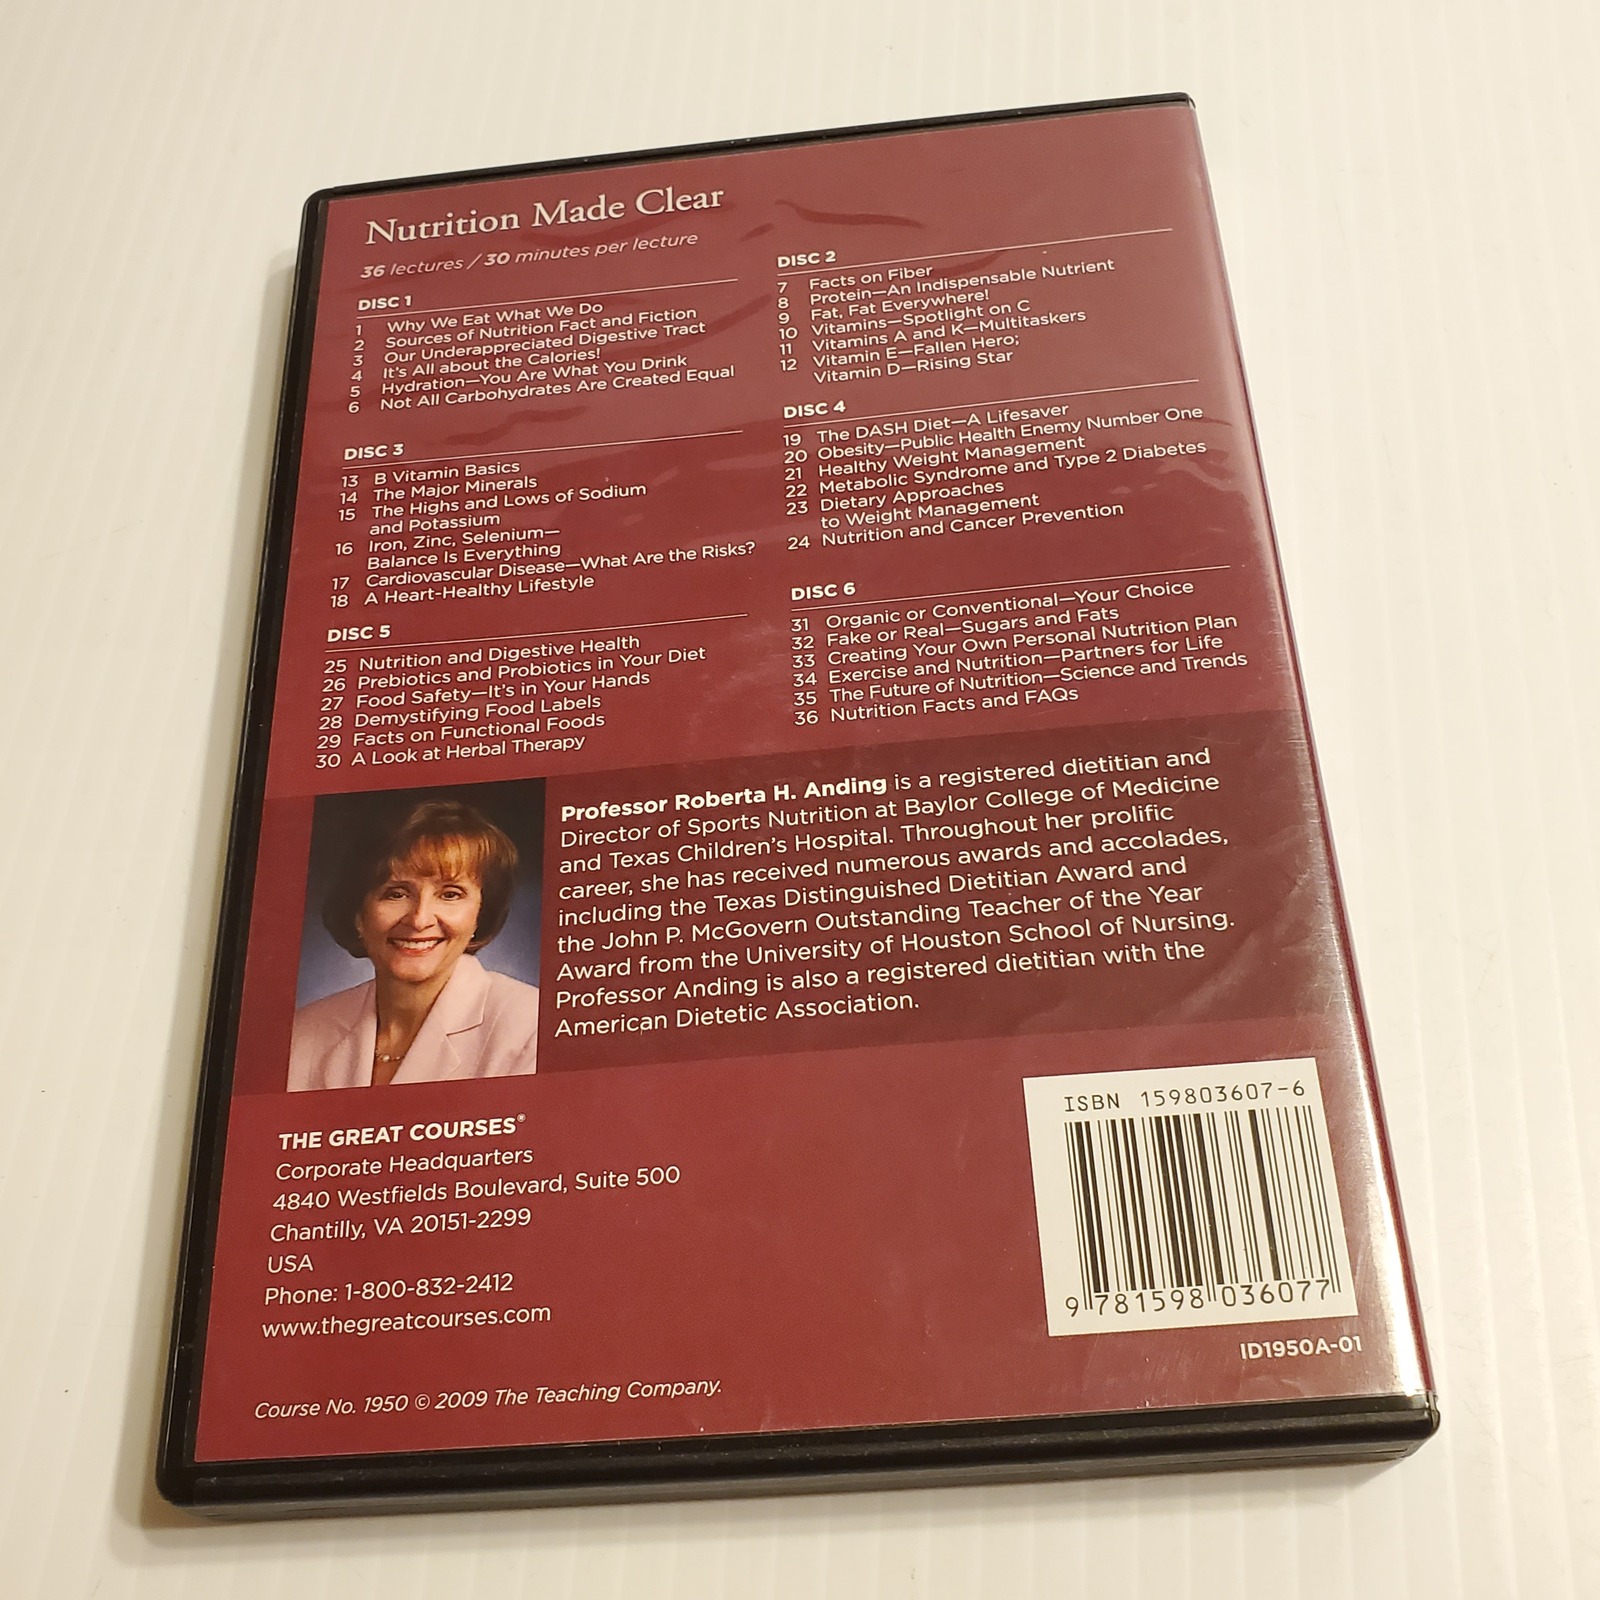 Nutrition Made Clear
36 lectures / 30 minutes per lecture
DISC 1
1 Why We Eat What We Do
2 Sources of Nutrition Fact and Fiction
3 Our Underappreciated Digestive Tract
4 It's All about the Calories!
5 Hydration—You Are What You Drink
6 Not All Carbohydrates Are Created Equal
DISC 2
7 Facts on Fiber
8 Protein—An Indispensable Nutrient
9 Fat, Fat Everywhere!
10 Vitamins—Spotlight on C
11 Vitamins A and K—Multitaskers
12 Vitamin E—Fallen Hero;
Vitamin D—Rising Star
DISC 3
13 B Vitamin Basics
14 The Major Minerals
15 The Highs and Lows of Sodium
and Potassium
16 Iron, Zinc, Selenium—
Balance Is Everything
17 Cardiovascular Disease—What Are the Risks?
18 A Heart-Healthy Lifestyle
DISC 4
19 The DASH Diet—A Lifesaver
20 Obesity—Public Health Enemy Number One
21 Healthy Weight Management
22 Metabolic Syndrome and Type 2 Diabetes
23 Dietary Approaches
to Weight Management
24 Nutrition and Cancer Prevention
DISC 5
25 Nutrition and Digestive Health
26 Prebiotics and Probiotics in Your Diet
27 Food Safety—It's in Your Hands
28 Demystifying Food Labels
29 Facts on Functional Foods
30 A Look at Herbal Therapy
DISC 6
31 Organic or Conventional—Your Choice
32 Fake or Real—Sugars and Fats
33 Creating Your Own Personal Nutrition Plan
34 Exercise and Nutrition—Partners for Life
35 The Future of Nutrition—Science and Trends
36 Nutrition Facts and FAQs
Professor Roberta H. Anding is a registered dietitian and
Director of Sports Nutrition at Baylor College of Medicine
and Texas Children's Hospital. Throughout her prolific
career, she has received numerous awards and accolades,
including the Texas Distinguished Dietitian Award and
the John P. McGovern Outstanding Teacher of the Year
Award from the University of Houston School of Nursing.
Professor Anding is also a registered dietitian with the
American Dietetic Association.
THE GREAT COURSES®
Corporate Headquarters
4840 Westfields Boulevard, Suite 500
Chantilly, VA 20151-2299
USA
Phone: 1-800-832-2412
www.thegreatcourses.com
Course No. 1950 © 2009 The Teaching Company.
ISBN 159803607-6
9 781598 036077
ID1950A-01